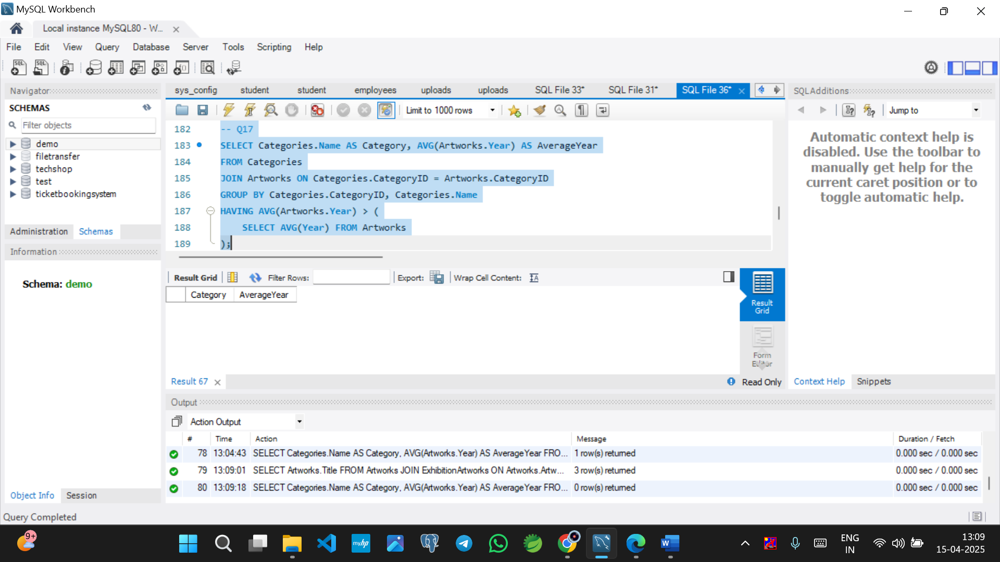 MySQL Workbench
Local instance MySQL80 - W...
File Edit View Query Database Server Tools Scripting Help
Navigator
SCHEMAS
Filter objects
demo
filetransfer
techshop
test
ticketbookingsystem
Administration Schemas
Information
Schema: demo
Object Info Session
sys_config student student employees uploads uploads SQL File 33* SQL File 31* SQL File 36*
Limit to 1000 rows
182 -- Q17
183 SELECT Categories.Name AS Category, AVG(Artworks.Year) AS AverageYear
184 FROM Categories
185 JOIN Artworks ON Categories.CategoryID = Artworks.CategoryID
186 GROUP BY Categories.CategoryID, Categories.Name
187 HAVING AVG(Artworks.Year) > (
188 SELECT AVG(Year) FROM Artworks
189 );
Result Grid Filter Rows: Export: Wrap Cell Content:
Category AverageYear
Result
Grid
Form
Editor
Result 67
Read Only
SQLAdditions
Jump to
Automatic context help is
disabled. Use the toolbar to
manually get help for the
current caret position or to
toggle automatic help.
Context Help Snippets
Output
Action Output
# Time Action Message Duration / Fetch
78 13:04:43 SELECT Categories.Name AS Category, AVG(Artworks.Year) AS AverageYear FRO... 1 row(s) returned 0.000 sec / 0.000 sec
79 13:09:01 SELECT Artworks.Title FROM Artworks JOIN ExhibitionArtworks ON Artworks.Artw... 3 row(s) returned 0.000 sec / 0.000 sec
80 13:09:18 SELECT Categories.Name AS Category, AVG(Artworks.Year) AS AverageYear FRO... 0 row(s) returned 0.000 sec / 0.000 sec
Query Completed
9+
myhp
ENG
IN
13:09
15-04-2025